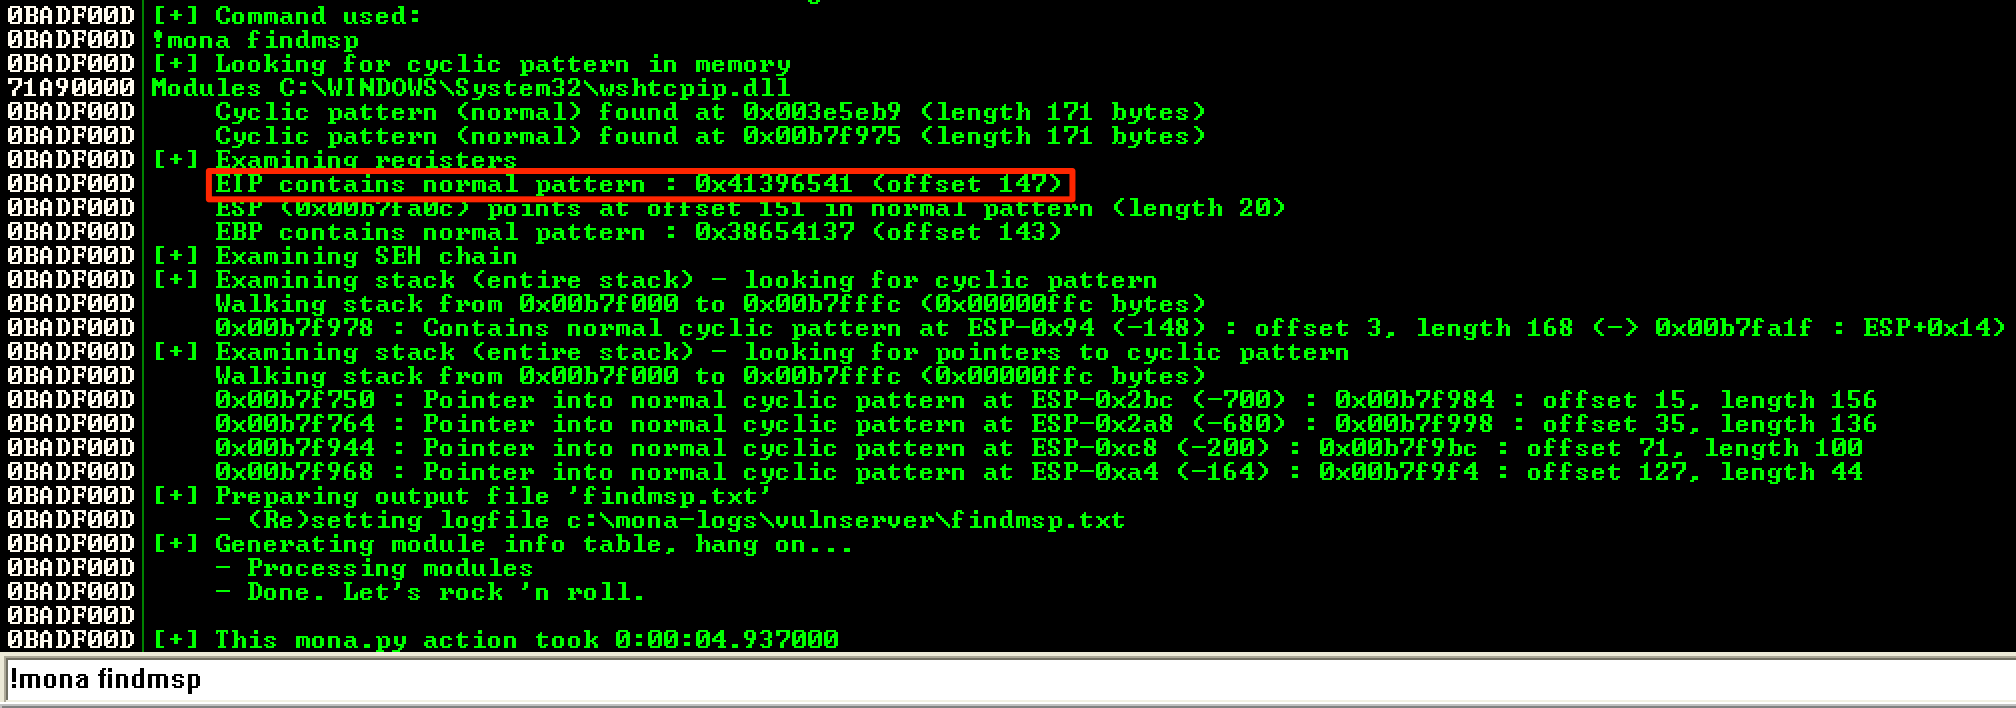 0BADF00D [+] Command used:
0BADF00D !mona findmsp
0BADF00D [+] Looking for cyclic pattern in memory
71A90000 Modules C:\WINDOWS\System32\wshtcpip.dll
0BADF00D Cyclic pattern (normal) found at 0x003e5eb9 (length 171 bytes)
0BADF00D Cyclic pattern (normal) found at 0x00b7f975 (length 171 bytes)
0BADF00D [+] Examining registers
0BADF00D EIP contains normal pattern : 0x41396541 (offset 147)
0BADF00D ESP (0x00b7fa0c) points at offset 151 in normal pattern (length 20)
0BADF00D EBP contains normal pattern : 0x38654137 (offset 143)
0BADF00D [+] Examining SEH chain
0BADF00D [+] Examining stack (entire stack) - looking for cyclic pattern
0BADF00D Walking stack from 0x00b7f000 to 0x00b7fffc (0x00000ffc bytes)
0BADF00D 0x00b7f978 : Contains normal cyclic pattern at ESP-0x94 (-148) : offset 3, length 168 (-> 0x00b7fa1f : ESP+0x14)
0BADF00D [+] Examining stack (entire stack) - looking for pointers to cyclic pattern
0BADF00D Walking stack from 0x00b7f000 to 0x00b7fffc (0x00000ffc bytes)
0BADF00D 0x00b7f750 : Pointer into normal cyclic pattern at ESP-0x2bc (-700) : 0x00b7f984 : offset 15, length 156
0BADF00D 0x00b7f764 : Pointer into normal cyclic pattern at ESP-0x2a8 (-680) : 0x00b7f998 : offset 35, length 136
0BADF00D 0x00b7f944 : Pointer into normal cyclic pattern at ESP-0xc8 (-200) : 0x00b7f9bc : offset 71, length 100
0BADF00D 0x00b7f968 : Pointer into normal cyclic pattern at ESP-0xa4 (-164) : 0x00b7f9f4 : offset 127, length 44
0BADF00D [+] Preparing output file 'findmsp.txt'
0BADF00D - (Re)setting logfile c:\mona-logs\vulnserver\findmsp.txt
0BADF00D [+] Generating module info table, hang on...
0BADF00D - Processing modules
0BADF00D - Done. Let's rock 'n roll.
0BADF00D
0BADF00D [+] This mona.py action took 0:00:04.937000
!mona findmsp